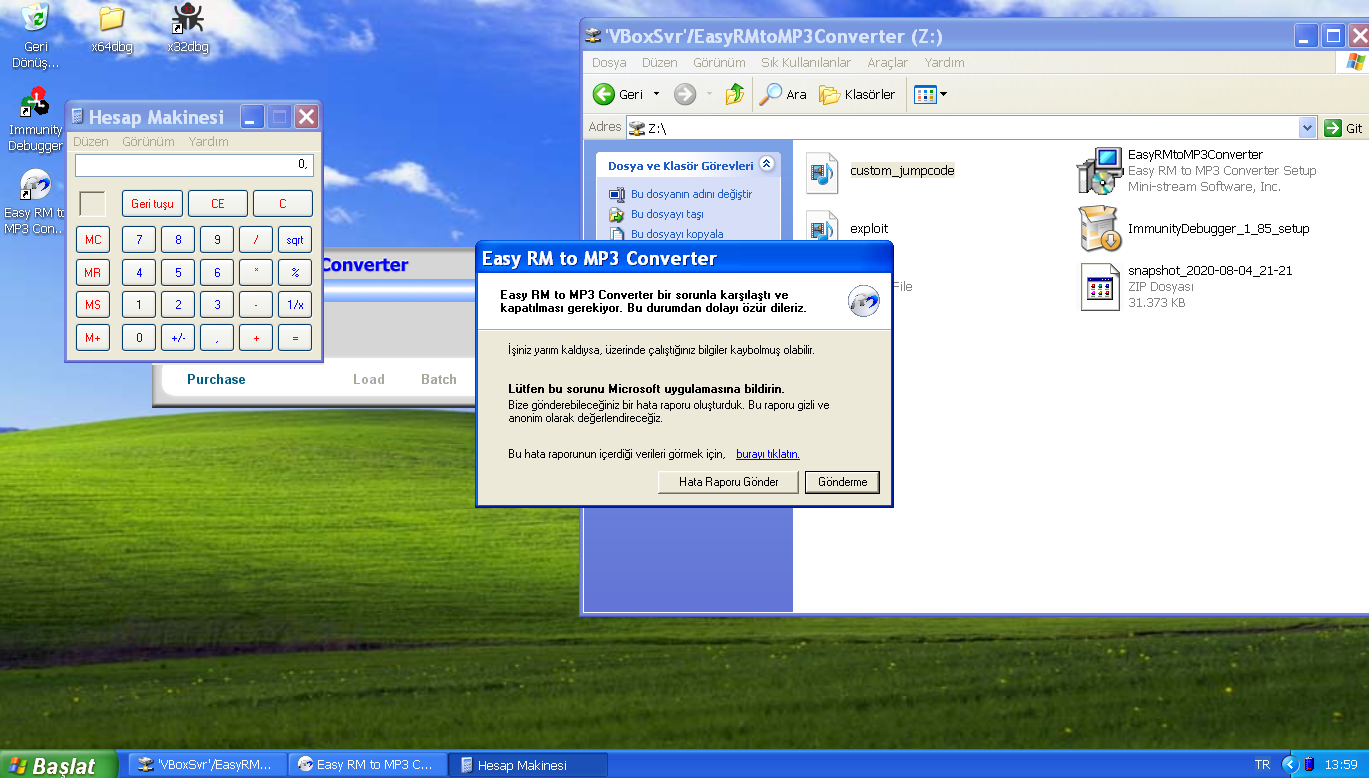 Geri
Dönüş...
x64dbg
x32dbg
Immunity
Debugger
Easy RM to
MP3 Con...
Hesap Makinesi
Düzen Görünüm Yardım
0,
Geri tuşu CE C
MC 7 8 9 / sqrt
MR 4 5 6 * %
MS 1 2 3 - 1/x
M+ 0 +/- , + =
Converter
Purchase Load Batch
'VBoxSvr'/EasyRMtoMP3Converter (Z:)
Dosya Düzen Görünüm Sık Kullanılanlar Araçlar Yardım
Geri Ara Klasörler
Adres Z:\ Git
Dosya ve Klasör Görevleri
Bu dosyanın adını değiştir
Bu dosyayı taşı
Bu dosyayı kopyala
custom_jumpcode
exploit
File
EasyRMtoMP3Converter
Easy RM to MP3 Converter Setup
Mini-stream Software, Inc.
ImmunityDebugger_1_85_setup
snapshot_2020-08-04_21-21
ZIP Dosyası
31.373 KB
Easy RM to MP3 Converter
Easy RM to MP3 Converter bir sorunla karşılaştı ve
kapatılması gerekiyor. Bu durumdan dolayı özür dileriz.
İşiniz yarım kaldıysa, üzerinde çalıştığınız bilgiler kaybolmuş olabilir.
Lütfen bu sorunu Microsoft uygulamasına bildirin.
Bize gönderebileceğiniz bir hata raporu oluşturduk. Bu raporu gizli ve
anonim olarak değerlendireceğiz.
Bu hata raporunun içerdiği verileri görmek için, burayı tıklatın.
Hata Raporu Gönder Gönderme
Başlat 'VBoxSvr'/EasyRM... Easy RM to MP3 C... Hesap Makinesi TR 13:59